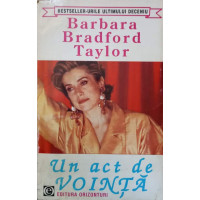 BESTSELLER-URILE ULTIMULUI DECENIU
Barbara
Bradford
Taylor
Un act de
VOINȚĂ
EDITURA ORIZONTURI